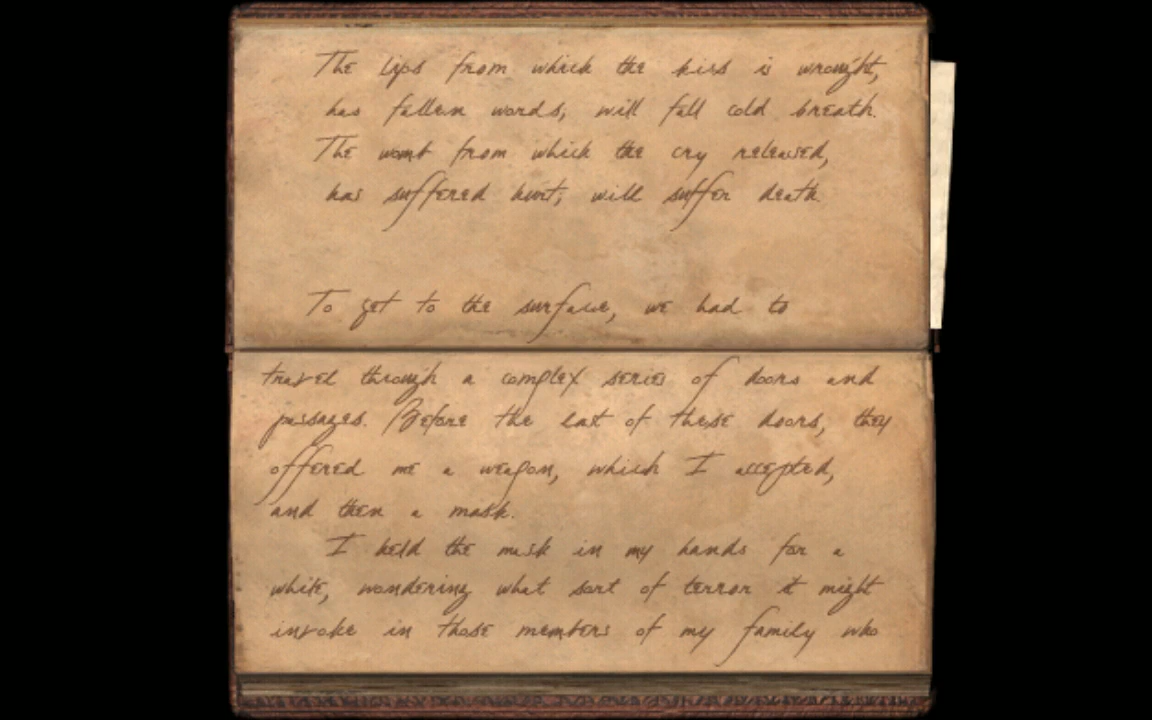 The lips from which the kiss is wrought,
has fallen words, will fall cold breath.
The womb from which the cry released,
has suffered hurt; will suffer death.
To get to the surface, we had to
travel through a complex series of doors and
passages. Before the last of these doors, they
offered me a weapon, which I accepted,
and then a mask.
I held the mask in my hands for a
while, wondering what sort of terror it might
invoke in those members of my family who